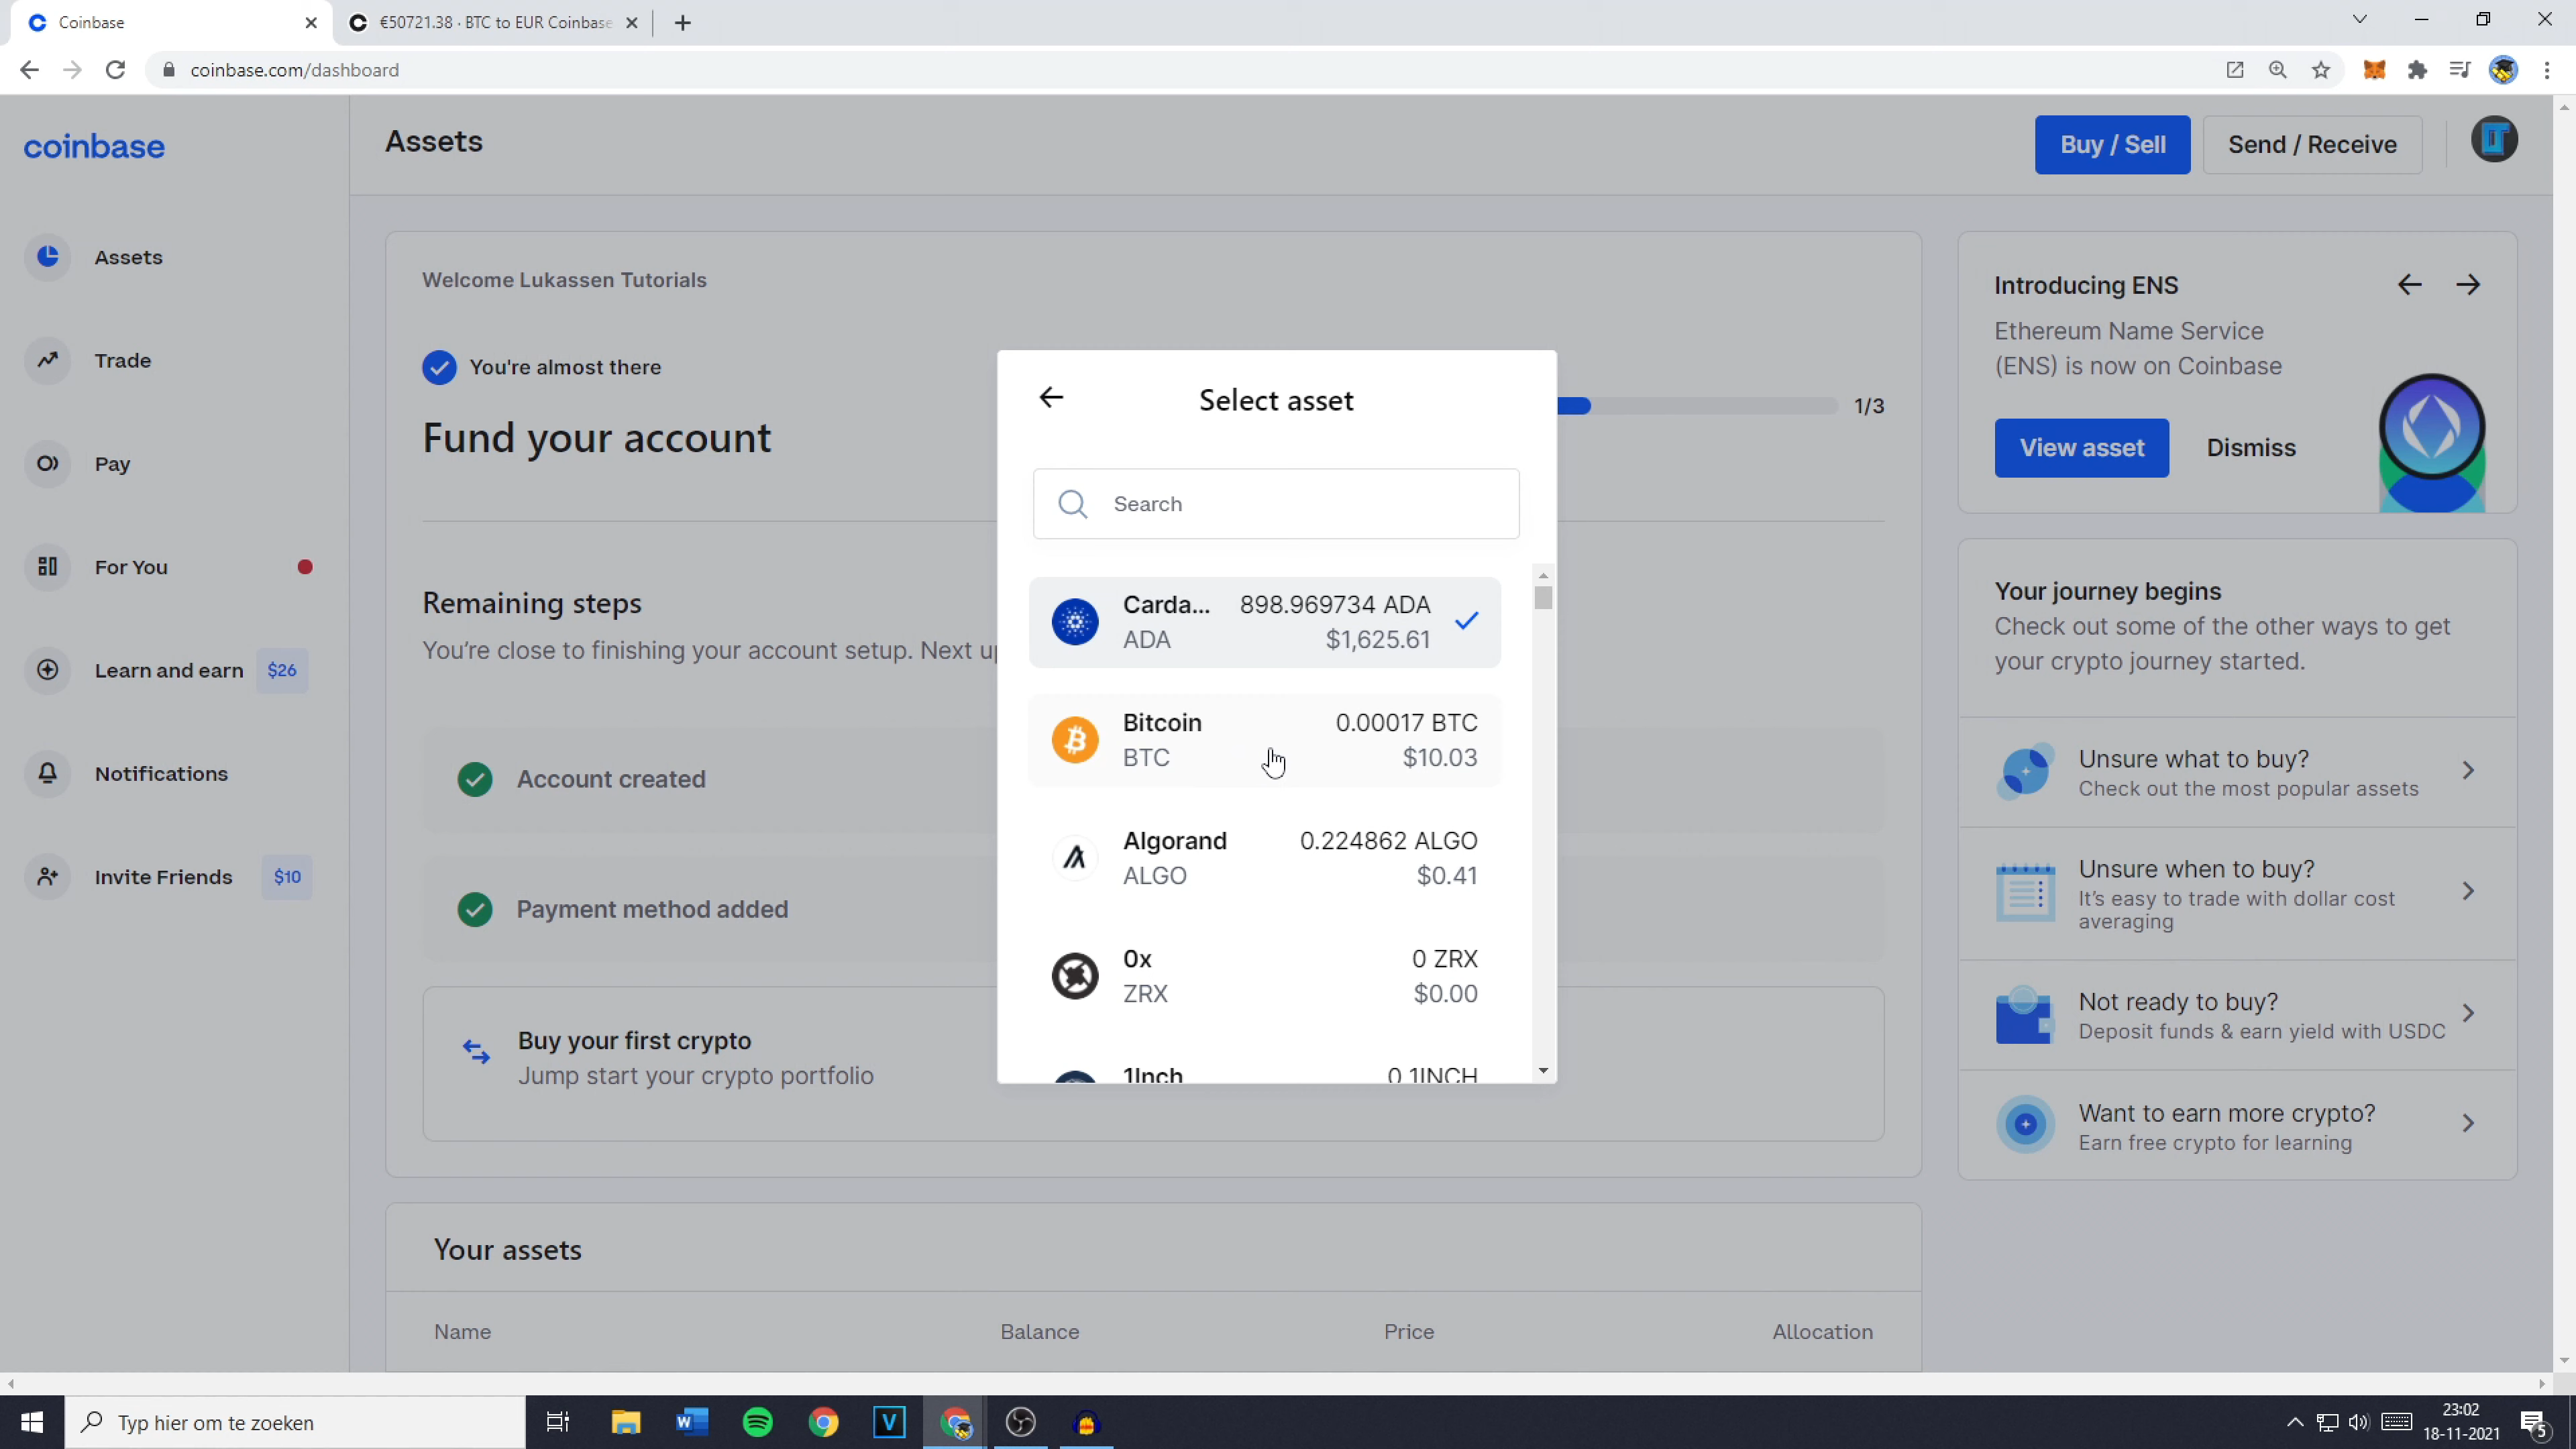 Coinbase
€50721.38 · BTC to EUR Coinbase
coinbase.com/dashboard
coinbase
Assets
Buy / Sell
Send / Receive
Assets
Trade
Pay
For You
Learn and earn $26
Notifications
Invite Friends $10
Welcome Lukassen Tutorials
You're almost there
1/3
Fund your account
Remaining steps
You're close to finishing your account setup. Next up
Account created
Payment method added
Buy your first crypto
Jump start your crypto portfolio
Your assets
Name Balance Price Allocation
Select asset
Search
Carda... 898.969734 ADA
ADA $1,625.61
Bitcoin 0.00017 BTC
BTC $10.03
Algorand 0.224862 ALGO
ALGO $0.41
0x 0 ZRX
ZRX $0.00
1Inch 0 1INCH
Introducing ENS
Ethereum Name Service
(ENS) is now on Coinbase
View asset
Dismiss
Your journey begins
Check out some of the other ways to get
your crypto journey started.
Unsure what to buy?
Check out the most popular assets
Unsure when to buy?
It's easy to trade with dollar cost
averaging
Not ready to buy?
Deposit funds & earn yield with USDC
Want to earn more crypto?
Earn free crypto for learning
Typ hier om te zoeken
W
V
23:02
18-11-2021
5